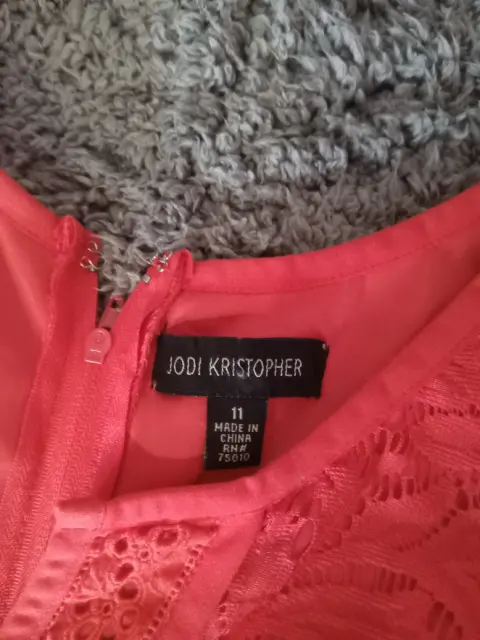 JODI KRISTOPHER
11
MADE IN
CHINA
RN#
75010